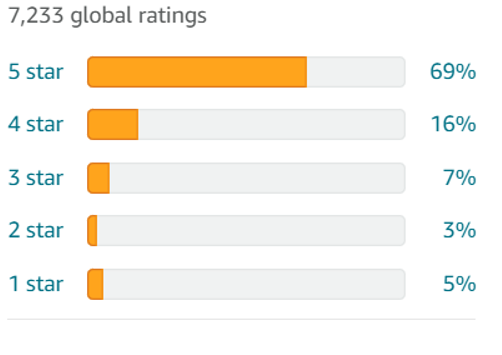 7,233 global ratings
5 star 69%
4 star 16%
3 star 7%
2 star 3%
1 star 5%